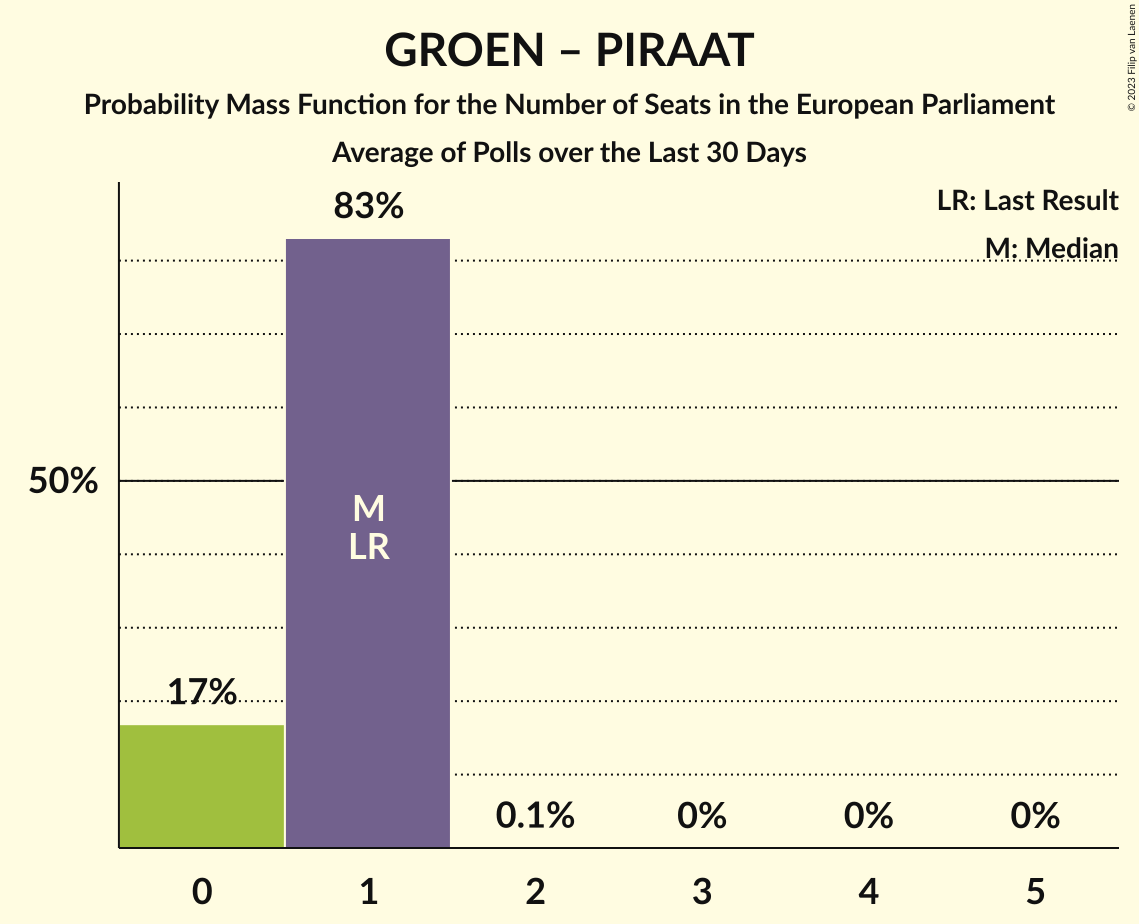 GROEN – PIRAAT
Probability Mass Function for the Number of Seats in the European Parliament
Average of Polls over the Last 30 Days
© 2023 Filip van Laenen
LR: Last Result
M: Median
83%
50%
M
LR
17%
0.1%
0%
0%
0%
0
1
2
3
4
5